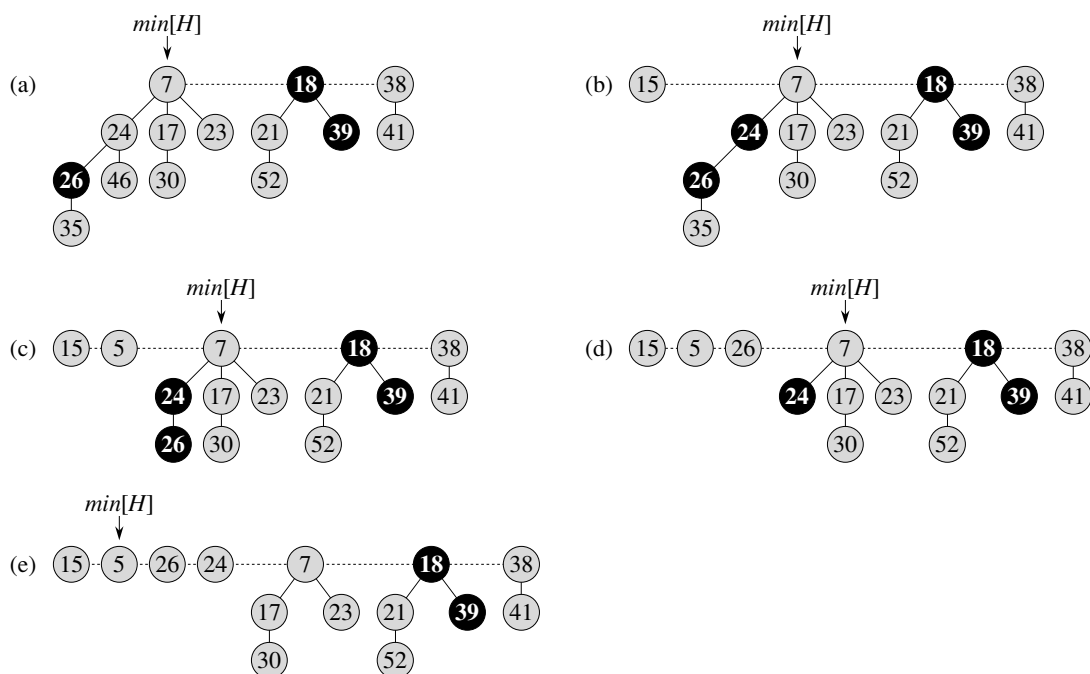 min[H]
min[H]
(a) 7 18 38
(b) 15 7 18 38
24 17 23 21 39 41
24 17 23 21 39 41
26 46 30 52
26 30 52
35
35
min[H]
min[H]
(c) 15 5 7 18 38
(d) 15 5 26 7 18 38
24 17 23 21 39 41
24 17 23 21 39 41
26 30 52
30 52
min[H]
(e) 15 5 26 24 7 18 38
17 23 21 39 41
30 52